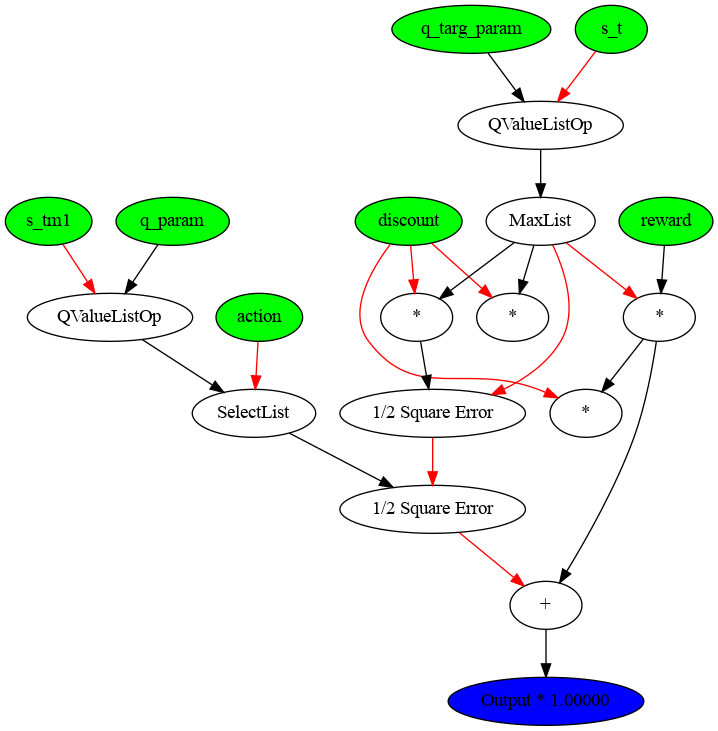 q_targ_param
s_t
QValueListOp
s_tm1
q_param
discount
MaxList
reward
QValueListOp
action
*
*
*
SelectList
1/2 Square Error
*
1/2 Square Error
+
Output * 1.00000